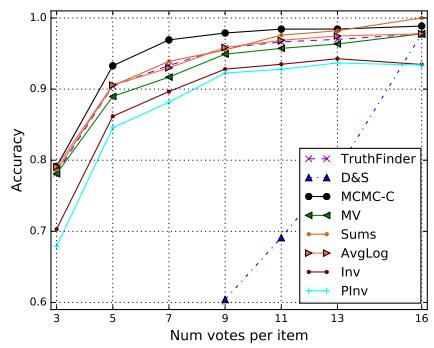 1.0
0.9
0.8
0.7
0.6
Accuracy
TruthFinder
D&S
MCMC-C
MV
Sums
AvgLog
Inv
PInv
3 5 7 9 11 13 16
Num votes per item